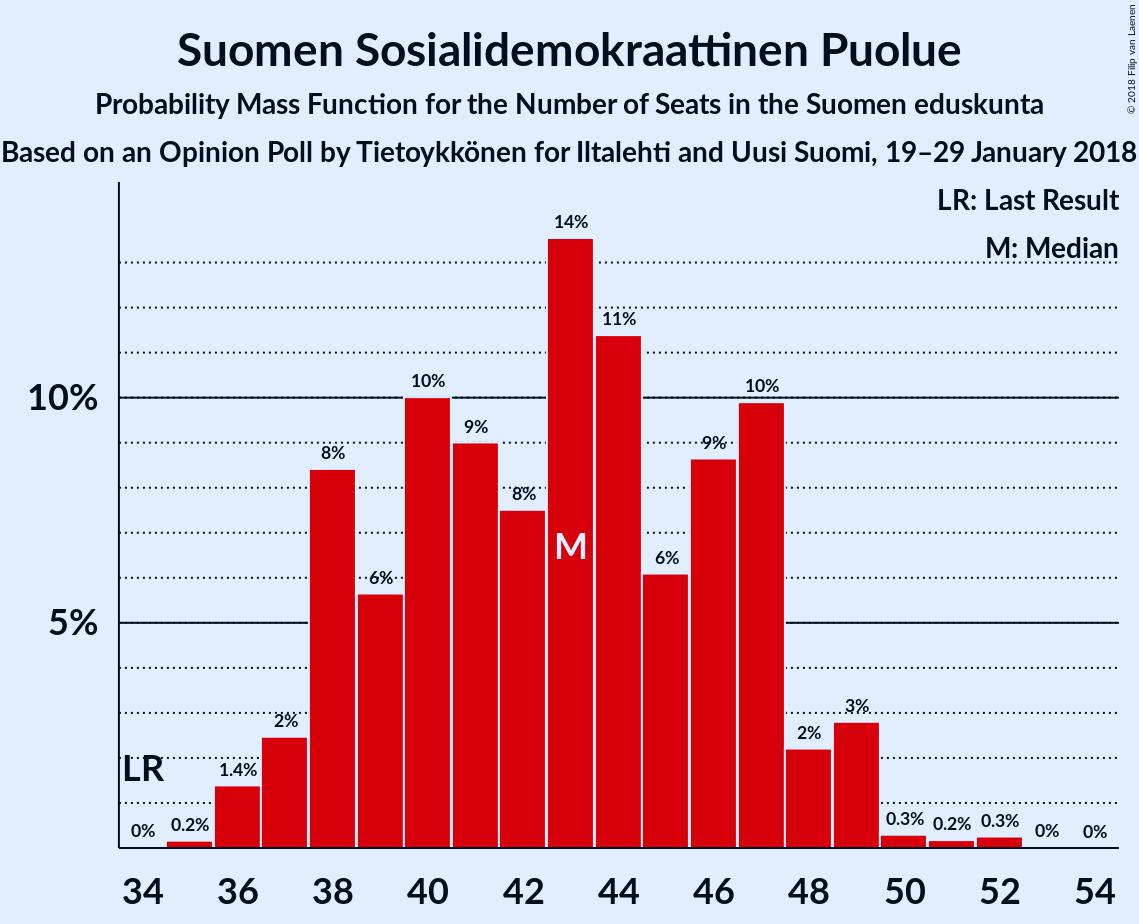 Suomen Sosialidemokraattinen Puolue
Probability Mass Function for the Number of Seats in the Suomen eduskunta
Based on an Opinion Poll by Tietoykkönen for Iltalehti and Uusi Suomi, 19–29 January 2018
© 2018 Filip van Laenen
LR: Last Result
M: Median
14%
11%
10%
10%
10%
9%
9%
8%
8%
6%
6%
M
5%
3%
2%
2%
LR
1.4%
0%
0.2%
0.3%
0.2%
0.3%
0%
0%
34 36 38 40 42 44 46 48 50 52 54